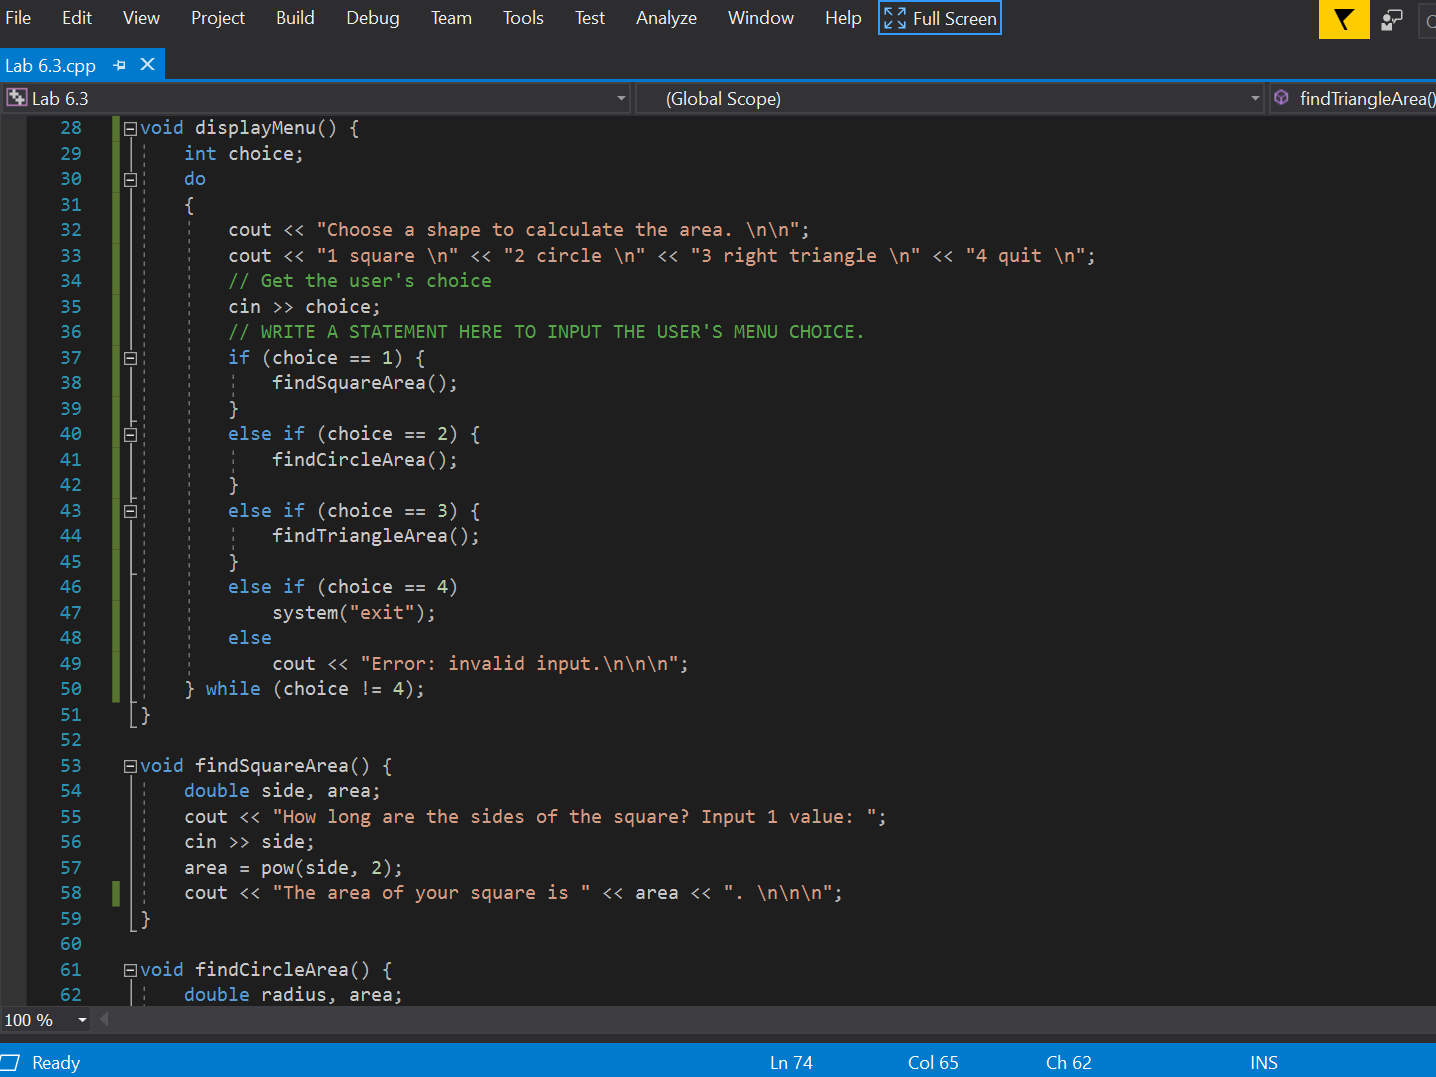 File Edit View Project Build Debug Team Tools Test Analyze Window Help Full Screen
Lab 6.3.cpp
Lab 6.3 (Global Scope) findTriangleArea()
28 void displayMenu() {
29 int choice;
30 do
31 {
32 cout << "Choose a shape to calculate the area. \n\n";
33 cout << "1 square \n" << "2 circle \n" << "3 right triangle \n" << "4 quit \n";
34 // Get the user's choice
35 cin >> choice;
36 // WRITE A STATEMENT HERE TO INPUT THE USER'S MENU CHOICE.
37 if (choice == 1) {
38 findSquareArea();
39 }
40 else if (choice == 2) {
41 findCircleArea();
42 }
43 else if (choice == 3) {
44 findTriangleArea();
45 }
46 else if (choice == 4)
47 system("exit");
48 else
49 cout << "Error: invalid input.\n\n\n";
50 } while (choice != 4);
51 }
52
53 void findSquareArea() {
54 double side, area;
55 cout << "How long are the sides of the square? Input 1 value: ";
56 cin >> side;
57 area = pow(side, 2);
58 cout << "The area of your square is " << area << ". \n\n\n";
59 }
60
61 void findCircleArea() {
62 double radius, area;
100 %
Ready Ln 74 Col 65 Ch 62 INS